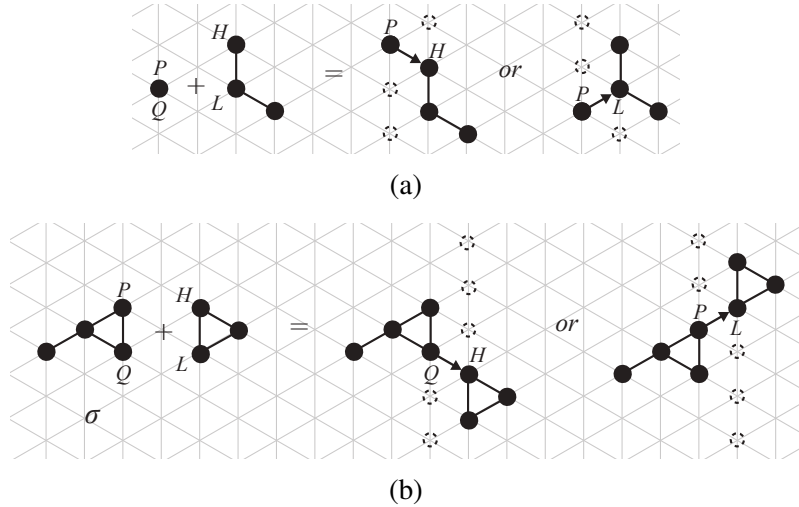 H P H
P + = or
Q L P L
(a)
P H P
+ = or L
L Q H
Q
σ
(b)